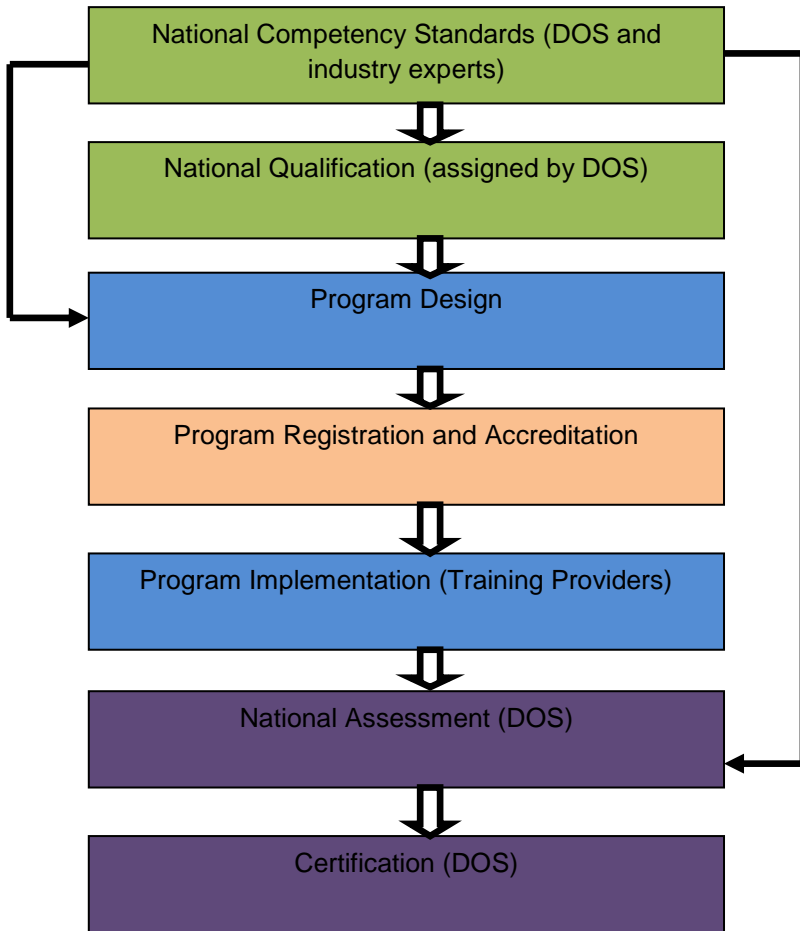 National Competency Standards (DOS and
industry experts)
National Qualification (assigned by DOS)
Program Design
Program Registration and Accreditation
Program Implementation (Training Providers)
National Assessment (DOS)
Certification (DOS)